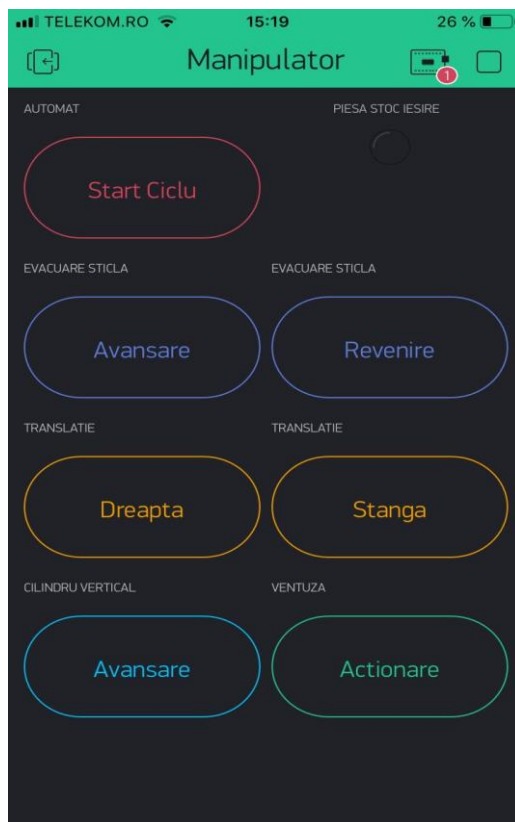 TELEKOM.RO 15:19 26 %
Manipulator
1
AUTOMAT PIESA STOC IESIRE
Start Ciclu
EVACUARE STICLA EVACUARE STICLA
Avansare Revenire
TRANSLATIE TRANSLATIE
Dreapta Stanga
CILINDRU VERTICAL VENTUZA
Avansare Actionare